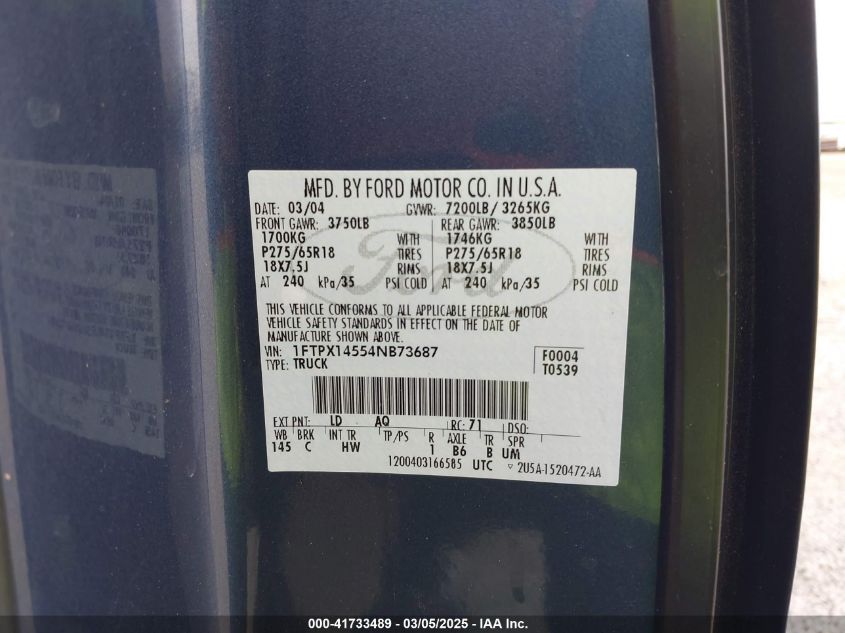 MFD. BY FORD MOTOR CO. IN U.S.A.
DATE: 03/04 GVWR: 7200LB/ 3265KG
FRONT GAWR: 3750LB REAR GAWR: 3850LB
1700KG WITH 1746KG WITH
P275/65R18 TIRES P275/65R18 TIRES
18X7.5J RIMS 18X7.5J RIMS
AT 240 kPa/35 PSI COLD AT 240 kPa/35 PSI COLD
Ford
THIS VEHICLE CONFORMS TO ALL APPLICABLE FEDERAL MOTOR
VEHICLE SAFETY STANDARDS IN EFFECT ON THE DATE OF
MANUFACTURE SHOWN ABOVE.
VIN: 1FTPX14554NB73687 F0004
TYPE: TRUCK T0539
EXT PNT: LD AQ RC: 71 DSO:
WB BRK INT TR TP/PS R AXLE TR SPR
145 C HW 1 B6 B UM
1200403166585 UTC ▽ 2U5A-1520472-AA
000-41733489 - 03/05/2025 - IAA Inc.